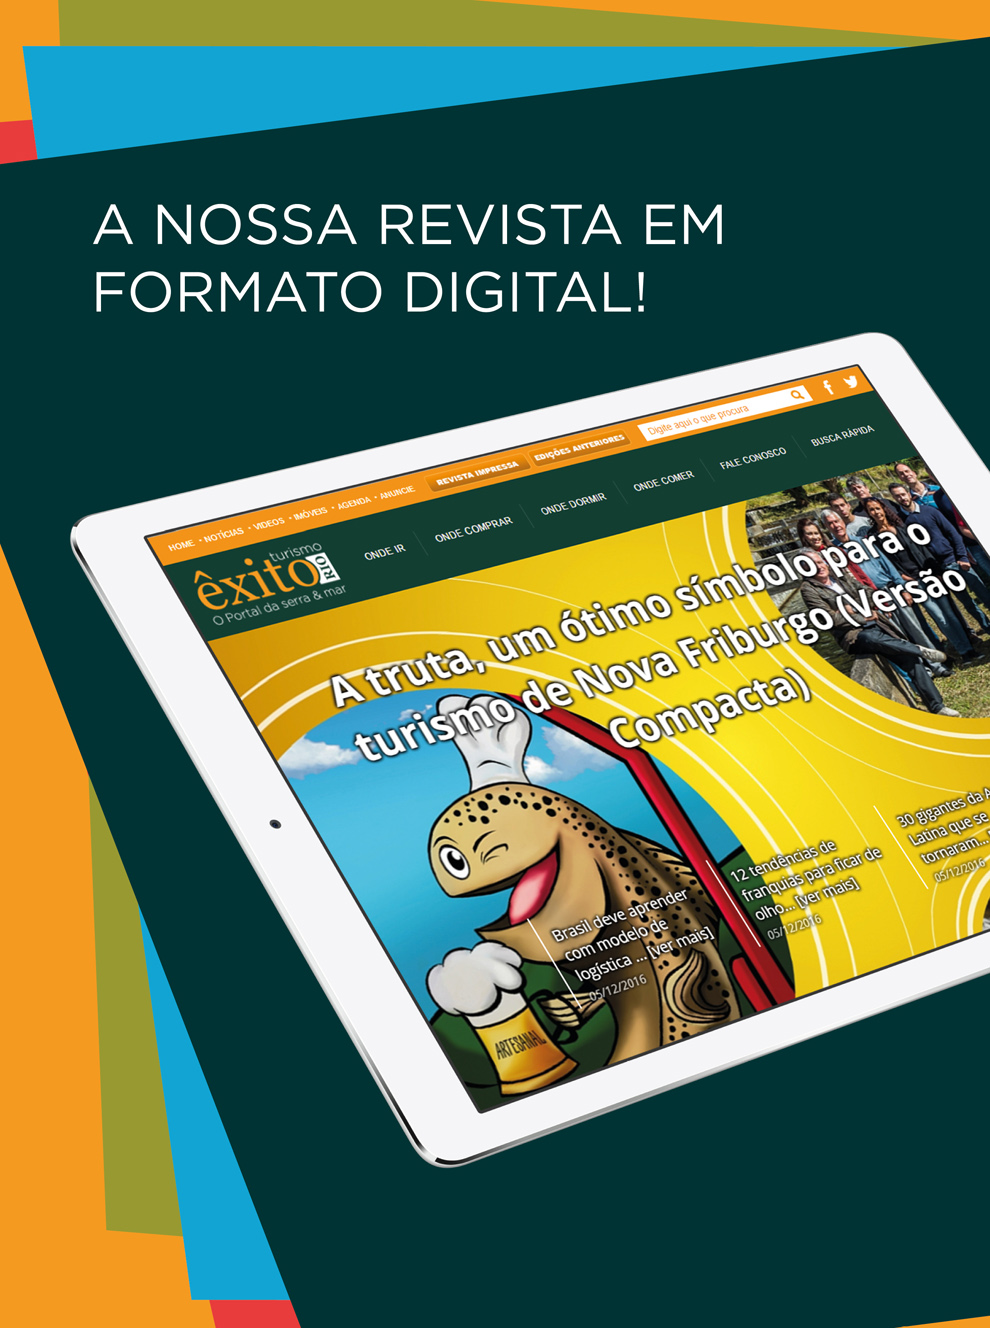 A NOSSA REVISTA EM
FORMATO DIGITAL!
HOME • NOTÍCIAS • VIDEOS • IMÓVEIS • AGENDA • ANUNCIE
REVISTA IMPRESSA
EDIÇÕES ANTERIORES
Digite aqui o que procura
turismo
êxito RIO
O Portal da serra & mar
ONDE IR
ONDE COMPRAR
ONDE DORMIR
ONDE COMER
FALE CONOSCO
BUSCA RÁPIDA
A truta, um ótimo símbolo para o
turismo de Nova Friburgo (Versão
Compacta)
Brasil deve aprender
com modelo de
logística ... [ver mais]
05/12/2016
12 tendências de
franquias para ficar de
olho... [ver mais]
05/12/2016
30 gigantes da A
Latina que se
tornaram...
05/12/2016
ARTESANAL